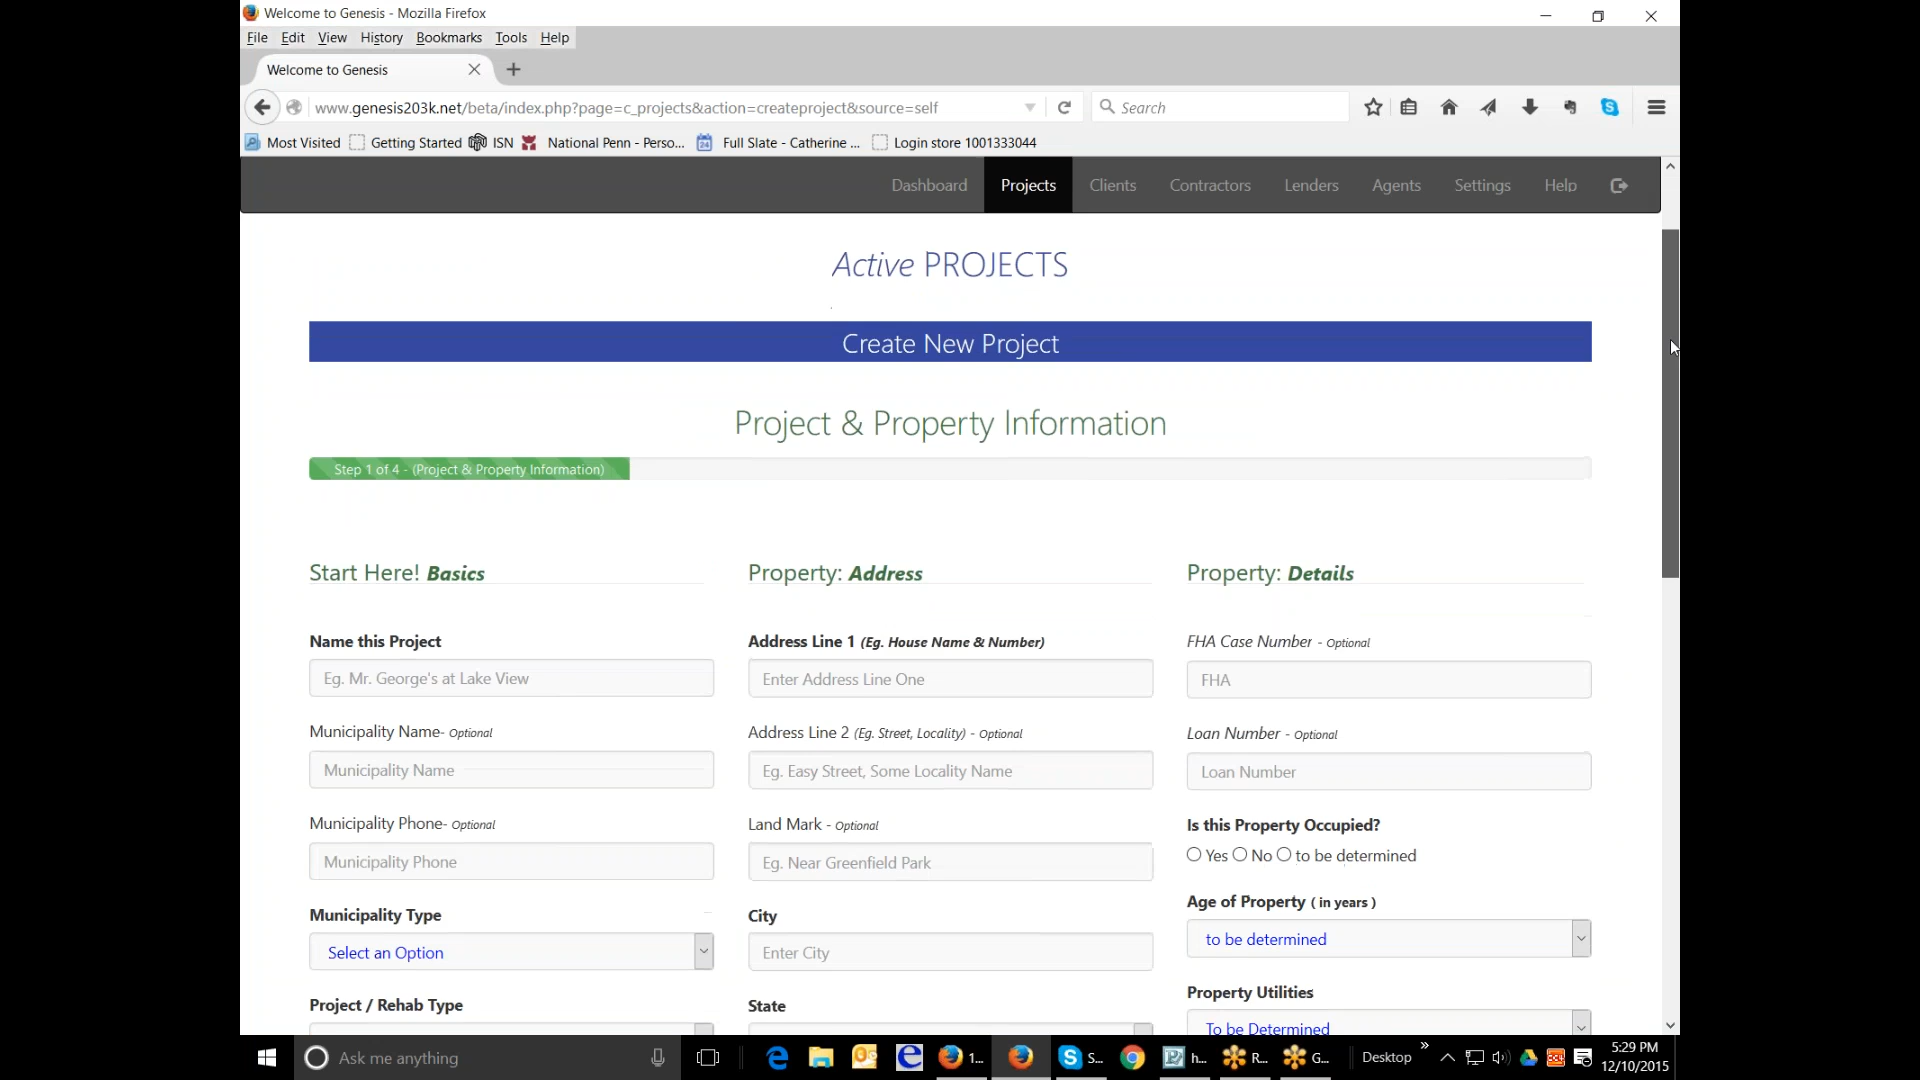 Welcome to Genesis - Mozilla Firefox
File Edit View History Bookmarks Tools Help
Welcome to Genesis
www.genesis203k.net/beta/index.php?page=c_projects&action=createproject&source=self
Search
Most Visited Getting Started ISN National Penn - Perso... 24 Full Slate - Catherine ... Login store 1001333044
Dashboard Projects Clients Contractors Lenders Agents Settings Help
Active PROJECTS
Create New Project
Project & Property Information
Step 1 of 4 - (Project & Property Information)
Start Here! Basics
Name this Project
Eg. Mr. George's at Lake View
Municipality Name- Optional
Municipality Name
Municipality Phone- Optional
Municipality Phone
Municipality Type
Select an Option
Project / Rehab Type
Property: Address
Address Line 1 (Eg. House Name & Number)
Enter Address Line One
Address Line 2 (Eg. Street, Locality) - Optional
Eg. Easy Street, Some Locality Name
Land Mark - Optional
Eg. Near Greenfield Park
City
Enter City
State
Property: Details
FHA Case Number - Optional
FHA
Loan Number - Optional
Loan Number
Is this Property Occupied?
Yes No to be determined
Age of Property ( in years )
to be determined
Property Utilities
To be Determined
Ask me anything
1... S... h... R... G... Desktop
5:29 PM
12/10/2015